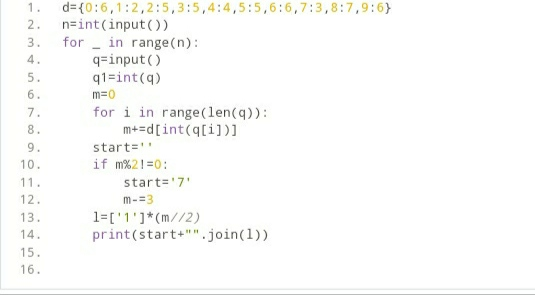 1. d={0:6,1:2,2:5,3:5,4:4,5:5,6:6,7:3,8:7,9:6}
2. n=int(input())
3. for _ in range(n):
4.     q=input()
5.     q1=int(q)
6.     m=0
7.     for i in range(len(q)):
8.         m+=d[int(q[i])]
9.     start=''
10.     if m%2!=0:
11.         start='7'
12.         m-=3
13.     l=['1']*(m//2)
14.     print(start+"".join(l))
15.
16.